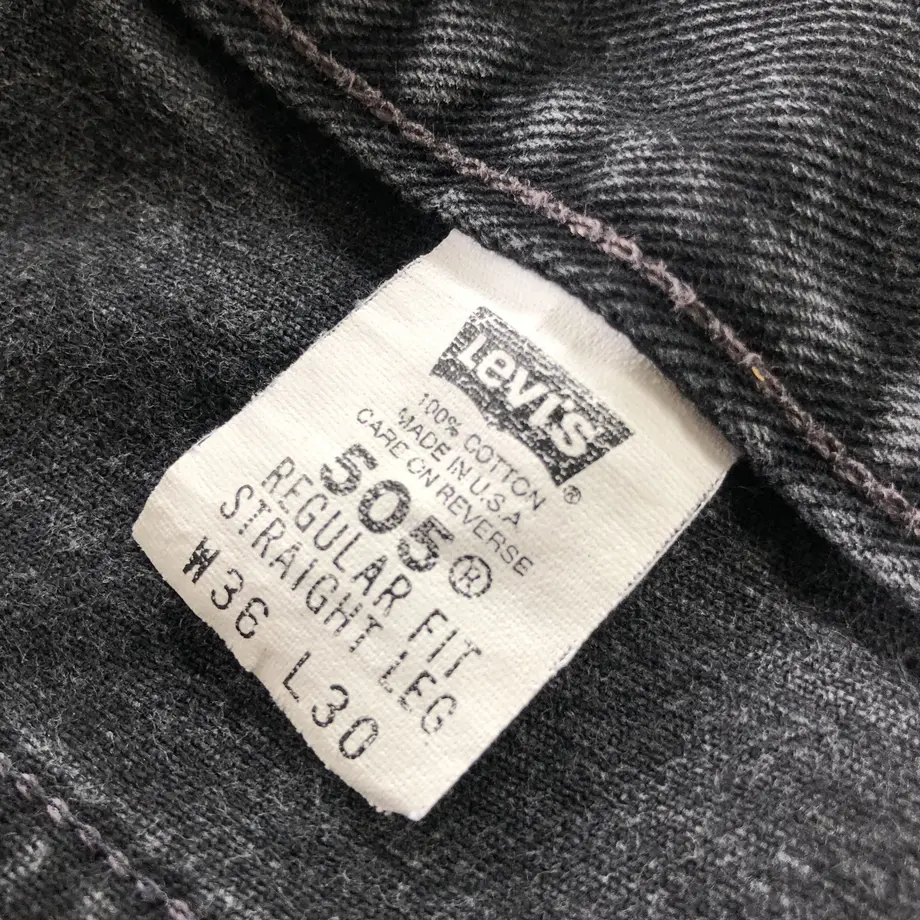 Levi's ®
100% COTTON
MADE IN U.S.A
CARE ON REVERSE
505®
REGULAR FIT
STRAIGHT LEG
W36 L30